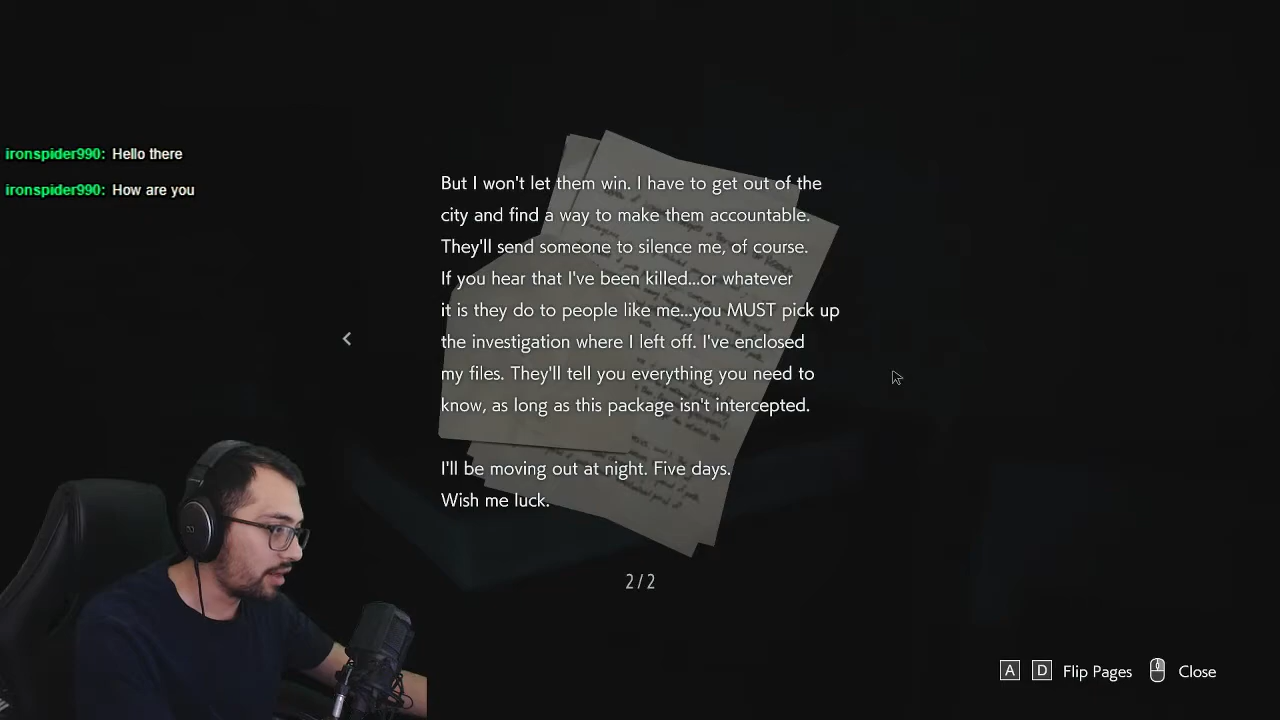 ironspider990: Hello there
ironspider990: How are you
But I won't let them win. I have to get out of the
city and find a way to make them accountable.
They'll send someone to silence me, of course.
If you hear that I've been killed...or whatever
it is they do to people like me...you MUST pick up
the investigation where I left off. I've enclosed
my files. They'll tell you everything you need to
know, as long as this package isn't intercepted.
I'll be moving out at night. Five days.
Wish me luck.
2/2
A D Flip Pages Close